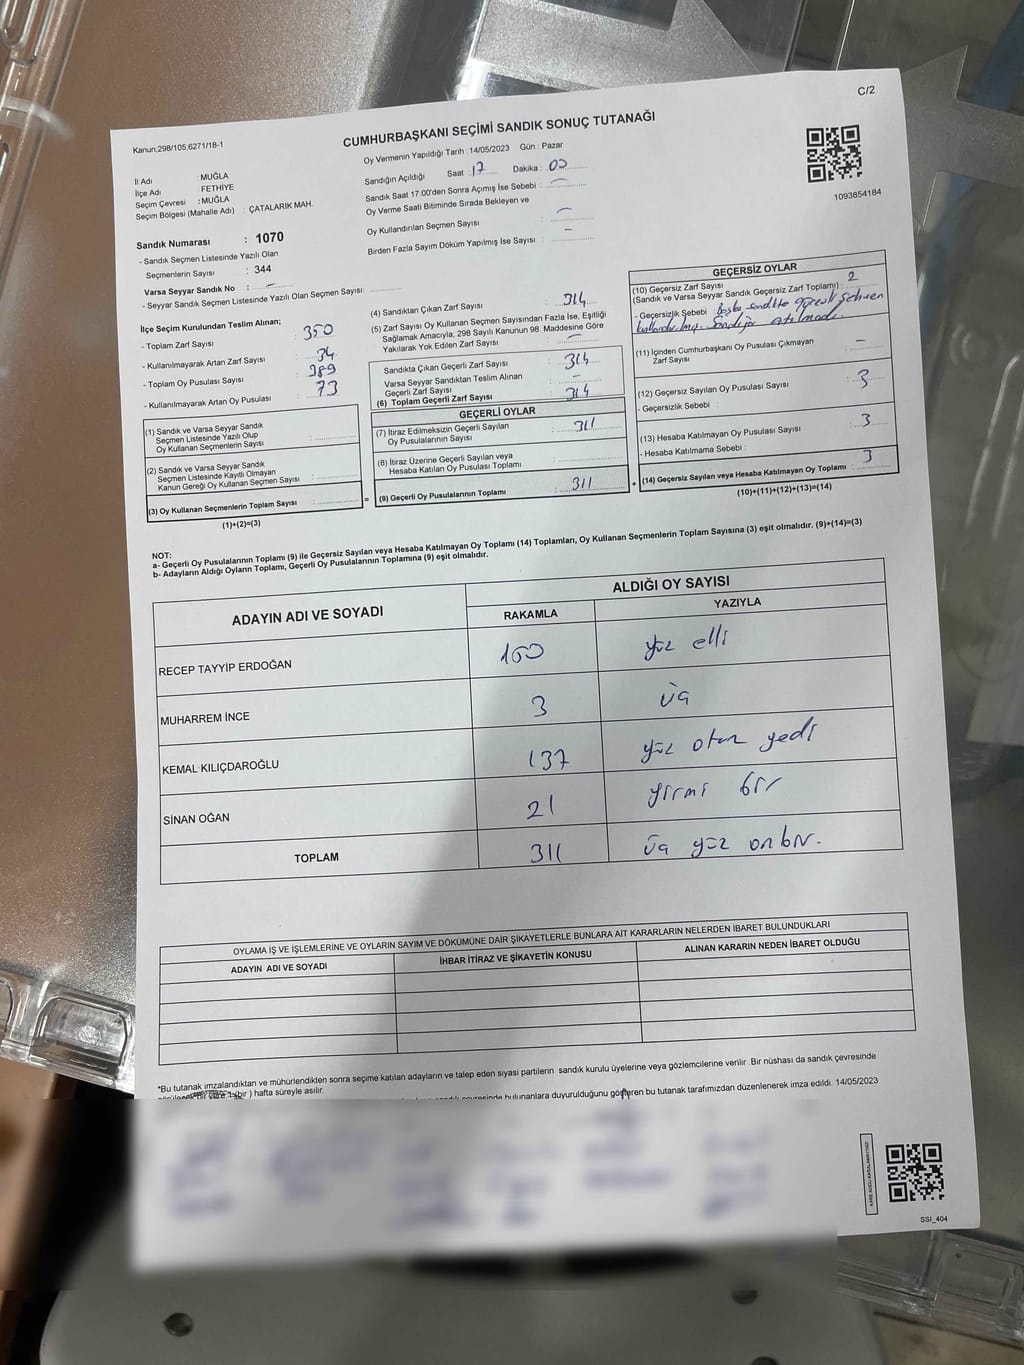 C/2
Kanun;298/105,6271/18-1
CUMHURBAŞKANI SEÇİMİ SANDIK SONUÇ TUTANAĞI
Oy Vermenin Yapıldığı Tarih : 14/05/2023 Gün : Pazar
İl Adı : MUĞLA
İlçe Adı : FETHİYE
Seçim Çevresi : MUĞLA
Seçim Bölgesi (Mahalle Adı) : ÇATALARIK MAH.
Sandık Numarası : 1070
- Sandık Seçmen Listesinde Yazılı Olan
Seçmenlerin Sayısı : 344
Varsa Seyyar Sandık No : -
- Seyyar Sandık Seçmen Listesinde Yazılı Olan Seçmen Sayısı:
Sandığın Açıldığı Saat 17 Dakika : 00
Sandık Saat 17:00'den Sonra Açımış İse Sebebi : -
Oy Verme Saati Bitiminde Sırada Bekleyen ve
Oy Kullandırılan Seçmen Sayısı : -
Birden Fazla Sayım Döküm Yapılmış İse Sayısı : -
1093854184
İlçe Seçim Kurulundan Teslim Alınan;
- Toplam Zarf Sayısı : 350
- Kullanılmayarak Artan Zarf Sayısı : 34
- Toplam Oy Pusulası Sayısı : 389
- Kullanılmayarak Artan Oy Pusulası : 73
(1) Sandık ve Varsa Seyyar Sandık
Seçmen Listesinde Yazılı Olup
Oy Kullanan Seçmenlerin Sayısı :
(2) Sandık ve Varsa Seyyar Sandık
Seçmen Listesinde Kayıtlı Olmayan
Kanun Gereği Oy Kullanan Seçmen Sayısı :
(3) Oy Kullanan Seçmenlerin Toplam Sayısı :
(1)+(2)=(3)
=
(4) Sandıktan Çıkan Zarf Sayısı : 314
(5) Zarf Sayısı Oy Kullanan Seçmen Sayısından Fazla İse, Eşitliği
Sağlamak Amacıyla, 298 Sayılı Kanunun 98. Maddesine Göre
Yakılarak Yok Edilen Zarf Sayısı : -
Sandıkta Çıkan Geçerli Zarf Sayısı : 314
Varsa Seyyar Sandıktan Teslim Alınan
Geçerli Zarf Sayısı : -
(6) Toplam Geçerli Zarf Sayısı : 314
GEÇERLİ OYLAR
(7) İtiraz Edilmeksizin Geçerli Sayılan
Oy Pusulalarının Sayısı : 311
(8) İtiraz Üzerine Geçerli Sayılan veya
Hesaba Katılan Oy Pusulası Toplamı :
(9) Geçerli Oy Pusulalarının Toplamı : 311
+
GEÇERSİZ OYLAR
(10) Geçersiz Zarf Sayısı
(Sandık ve Varsa Seyyar Sandık Geçersiz Zarf Toplamı) : 2
- Geçersizlik Sebebi : Başka sandıkta görevli seçmen
Sandığa atılmadı.
(11) İçinden Cumhurbaşkanı Oy Pusulası Çıkmayan
Zarf Sayısı : -
(12) Geçersiz Sayılan Oy Pusulası Sayısı : 3
- Geçersizlik Sebebi :
(13) Hesaba Katılmayan Oy Pusulası Sayısı : 3
- Hesaba Katılmama Sebebi :
(14) Geçersiz Sayılan veya Hesaba Katılmayan Oy Toplamı : 3
(10)+(11)+(12)+(13)=(14)
NOT:
a- Geçerli Oy Pusulalarının Toplamı (9) ile Geçersiz Sayılan veya Hesaba Katılmayan Oy Toplamı (14) Toplamları, Oy Kullanan Seçmenlerin Toplam Sayısına (3) eşit olmalıdır. (9)+(14)=(3)
b- Adayların Aldığı Oyların Toplamı, Geçerli Oy Pusulalarının Toplamına (9) eşit olmalıdır.
ADAYIN ADI VE SOYADI
ALDIĞI OY SAYISI
RAKAMLA YAZIYLA
RECEP TAYYİP ERDOĞAN 150 yüz elli
MUHARREM İNCE 3 üç
KEMAL KILIÇDAROĞLU 137 yüz otuz yedi
SİNAN OĞAN 21 yirmi bir
TOPLAM 311 üç yüz onbir.
OYLAMA İŞ VE İŞLEMLERİNE VE OYLARIN SAYIM VE DÖKÜMÜNE DAİR ŞİKAYETLERLE BUNLARA AİT KARARLARIN NELERDEN İBARET BULUNDUKLARI
ADAYIN ADI VE SOYADI İHBAR İTİRAZ VE ŞİKAYETİN KONUSU ALINAN KARARIN NEDEN İBARET OLDUĞU
*Bu tutanak imzalandıktan ve mühürlendikten sonra seçime katılan adayların ve talep eden siyasi partilerin sandık kurulu üyelerine veya gözlemcilerine verilir. Bir nüshası da sandık çevresinde
bir ) hafta süreyle asılır.
bulunanlara duyurulduğunu gösteren bu tutanak tarafımızdan düzenlenerek imza edildi. 14/05/2023
SSI_404